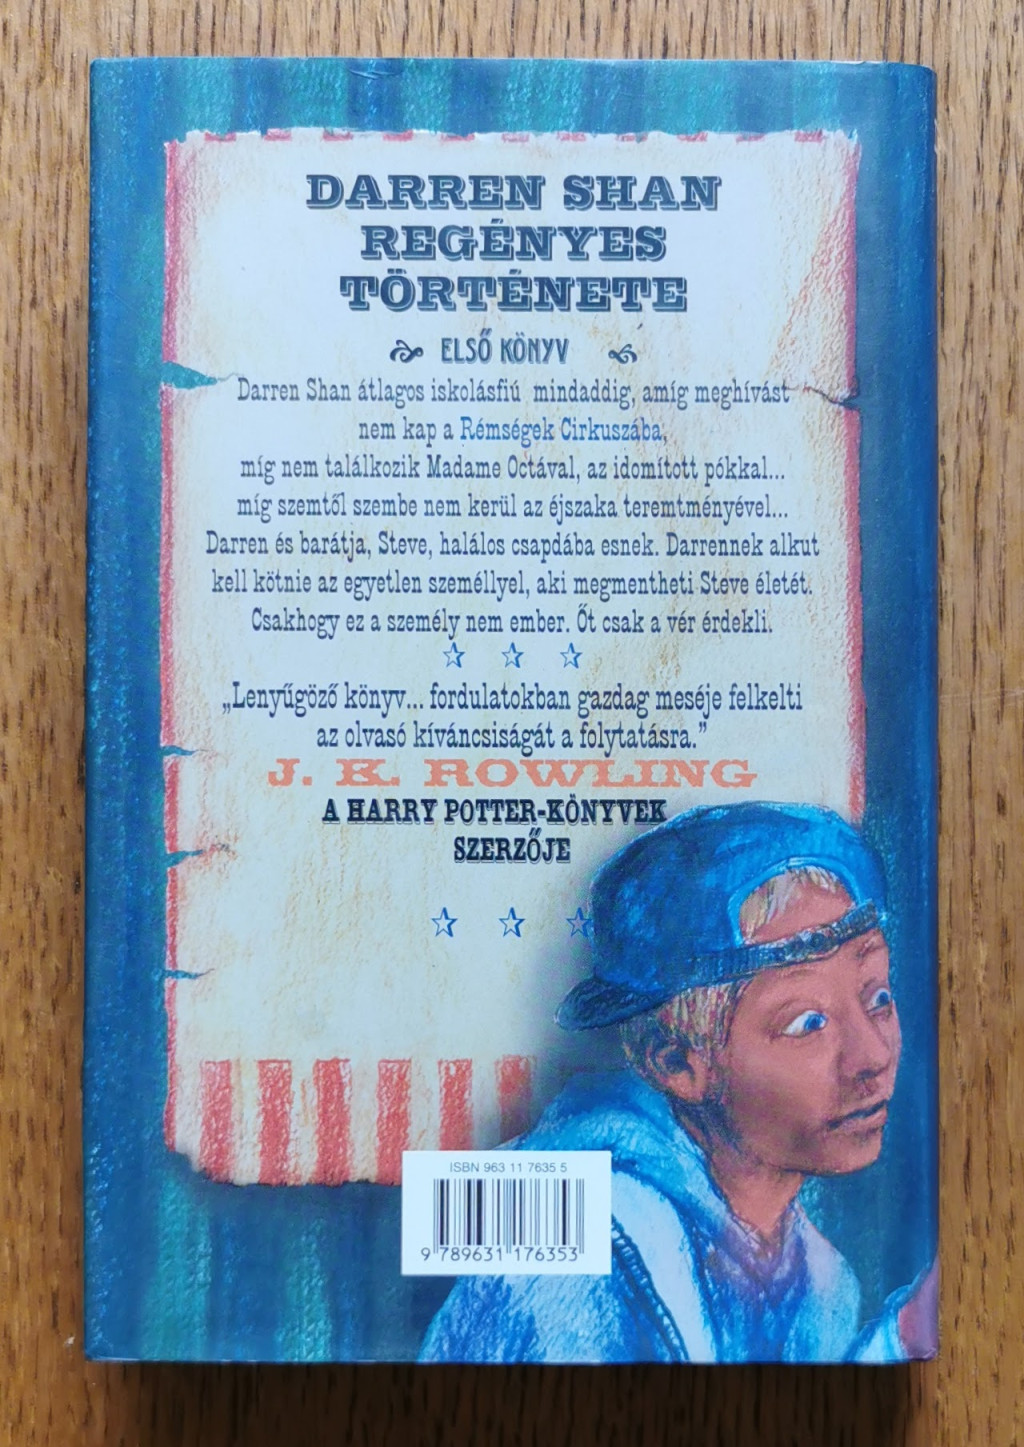 DARREN SHAN
REGÉNYES
TÖRTÉNETE
ELSŐ KÖNYV
Darren Shan átlagos iskolásfiú mindaddig, amíg meghívást
nem kap a Rémségek Cirkuszába,
míg nem találkozik Madame Octával, az idomított pókkal...
míg szemtől szembe nem kerül az éjszaka teremtményével...
Darren és barátja, Steve, halálos csapdába esnek. Darrennek alkut
kell kötnie az egyetlen személlyel, aki megmentheti Steve életét.
Csakhogy ez a személy nem ember. Őt csak a vér érdekli.
„Lenyűgöző könyv... fordulatokban gazdag meséje felkelti
az olvasó kíváncsiságát a folytatásra.”
J. K. ROWLING
A HARRY POTTER-KÖNYVEK
SZERZŐJE
ISBN 963 11 7635 5
9 789631 176353